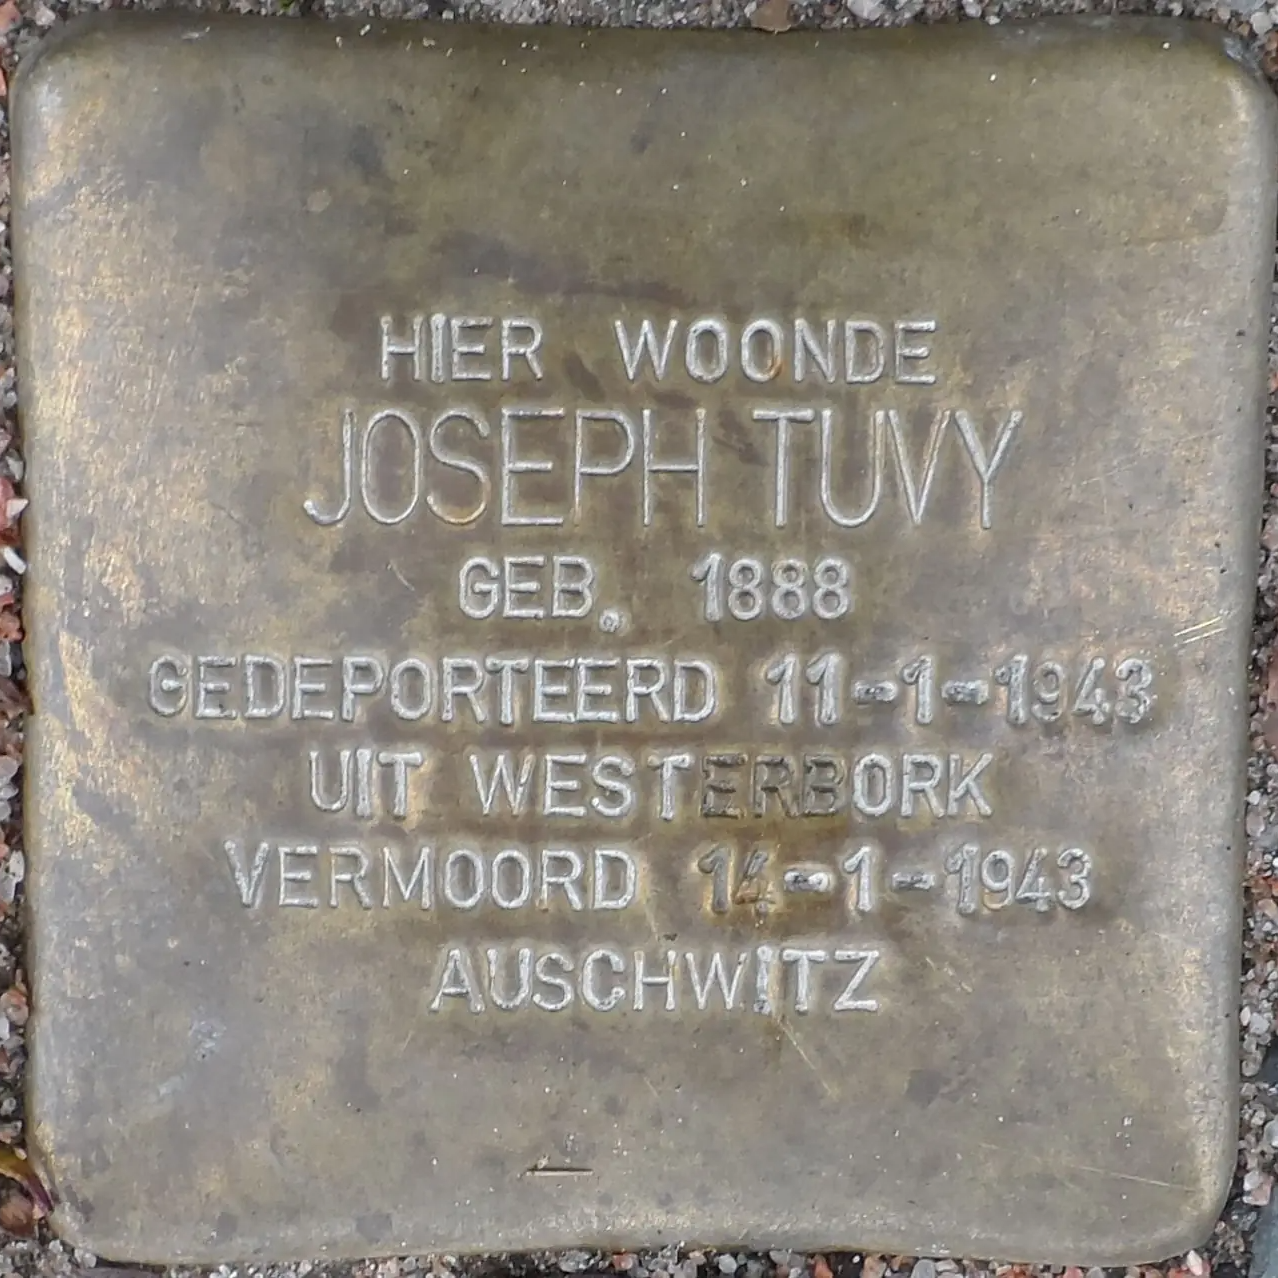 HIER WOONDE
JOSEPH TUVY
GEB. 1888
GEDEPORTEERD 11-1-1943
UIT WESTERBORK
VERMOORD 14-1-1943
AUSCHWITZ